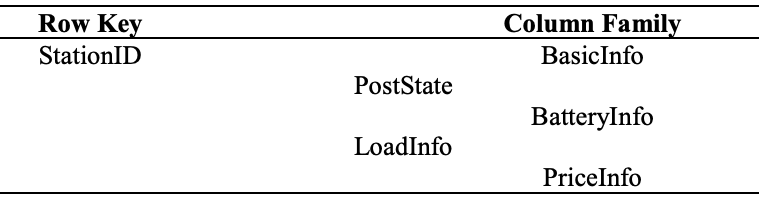 Row Key Column Family
StationID BasicInfo
PostState
BatteryInfo
LoadInfo
PriceInfo